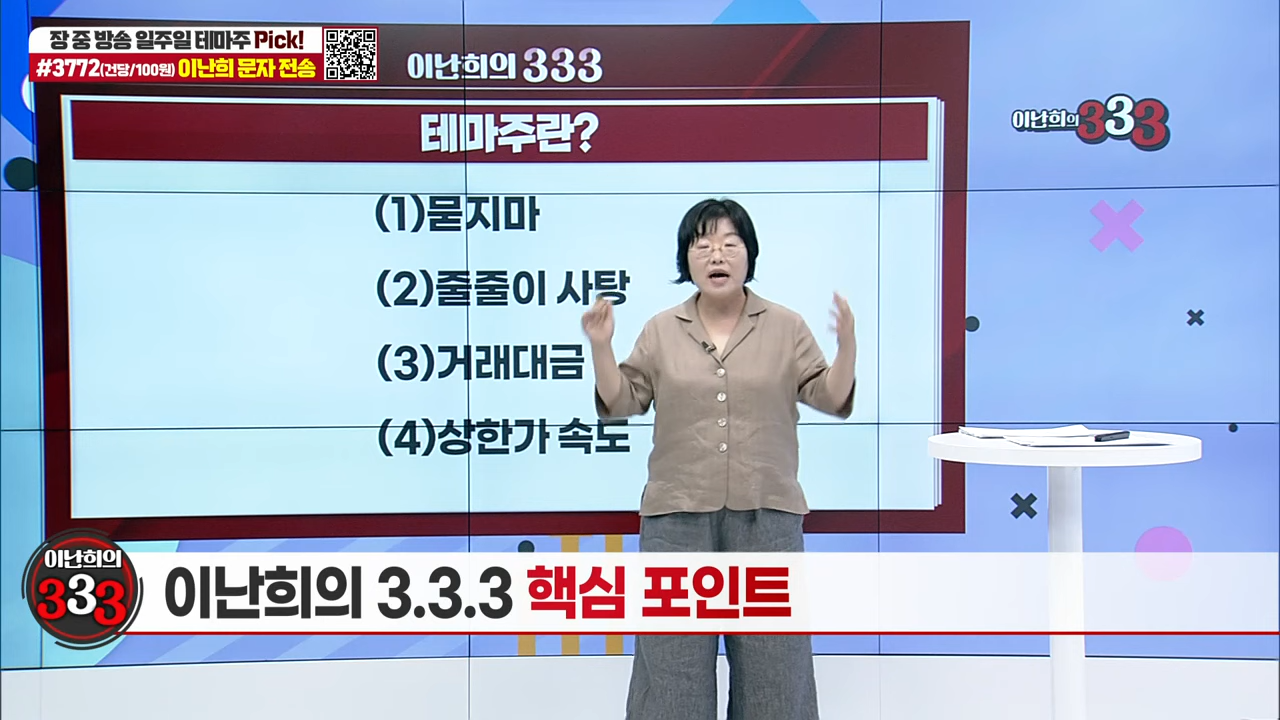 장 중 방송 일주일 테마주 Pick!
#3772(건당/100원) 이난희 문자 전송
이난희의 333
이난희의 333
테마주란?
(1)묻지마
(2)줄줄이 사탕
(3)거래대금
(4)상한가 속도
이난희의
333
이난희의 3.3.3 핵심 포인트